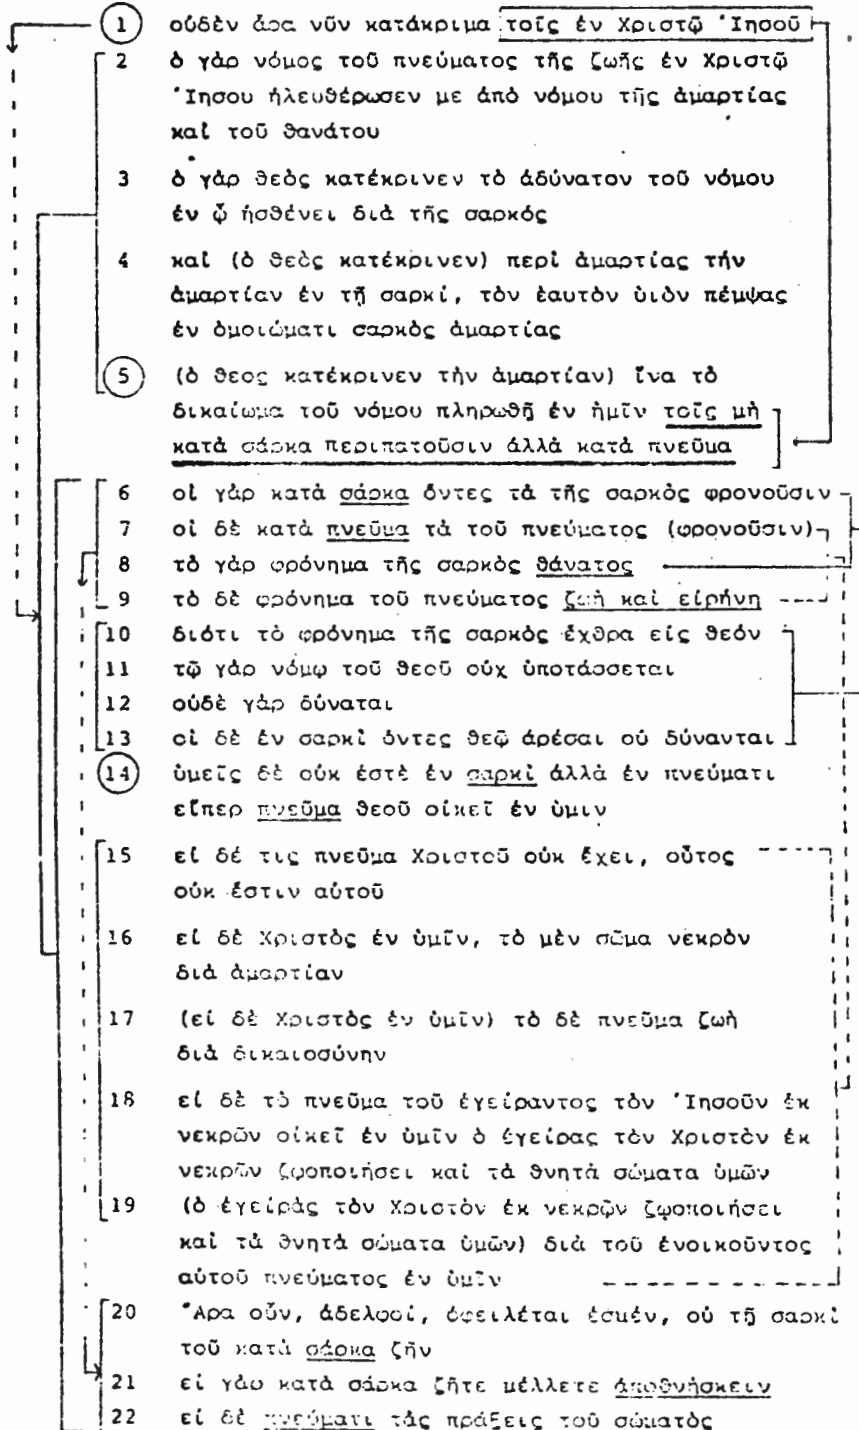 1 οὐδὲν ἄρα νῦν κατάκριμα τοῖς ἐν Χριστῷ Ἰησοῦ
2 ὁ γὰρ νόμος τοῦ πνεύματος τῆς ζωῆς ἐν Χριστῷ
Ἰησου ἠλευθέρωσεν με ἀπὸ νόμου τῆς ἁμαρτίας
καὶ τοῦ θανάτου
3 ὁ γὰρ θεὸς κατέκρινεν τὸ ἀδύνατον τοῦ νόμου
ἐν ᾧ ἠσθένει διὰ τῆς σαρκός
4 καὶ (ὁ θεὸς κατέκρινεν) περὶ ἁμαρτίας τὴν
ἁμαρτίαν ἐν τῇ σαρκί, τὸν ἑαυτὸν ὑιὸν πέμψας
ἐν ὁμοιώματι σαρκὸς ἁμαρτίας
5 (ὁ θεος κατέκρινεν τὴν ἁμαρτίαν) ἵνα τὸ
δικαίωμα τοῦ νόμου πληρωθῇ ἐν ἡμῖν τοῖς μὴ
κατὰ σάρκα περιπατοῦσιν ἀλλὰ κατὰ πνεῦμα
6 οἱ γὰρ κατὰ σάρκα ὄντες τὰ τῆς σαρκὸς φρονοῦσιν
7 οἱ δὲ κατὰ πνεῦμα τὰ τοῦ πνεύματος (φρονοῦσιν)
8 τὸ γὰρ φρόνημα τῆς σαρκὸς θάνατος
9 τὸ δὲ φρόνημα τοῦ πνεύματος ζωὴ καὶ εἰρήνη
10 διότι τὸ φρόνημα τῆς σαρκὸς ἔχθρα εἰς θεόν
11 τῷ γὰρ νόμῳ τοῦ θεοῦ οὐχ ὑποτάσσεται
12 οὐδὲ γὰρ δύναται
13 οἱ δὲ ἐν σαρκὶ ὄντες θεῷ ἀρέσαι οὐ δύνανται
14 ὑμεῖς δὲ οὐκ ἐστὲ ἐν σαρκὶ ἀλλὰ ἐν πνεύματι
εἴπερ πνεῦμα θεοῦ οἰκεῖ ἐν ὑμιν
15 εἰ δέ τις πνεῦμα Χριστοῦ οὐκ ἔχει, οὗτος
οὐκ ἔστιν αὐτοῦ
16 εἰ δὲ Χριστὸς ἐν ὑμῖν, τὸ μὲν σῶμα νεκρὸν
διὰ ἁμαρτίαν
17 (εἰ δὲ Χριστὸς ἐν ὑμῖν) τὸ δὲ πνεῦμα ζωὴ
διὰ δικαιοσύνην
18 εἰ δὲ τὸ πνεῦμα τοῦ ἐγείραντος τὸν Ἰησοῦν ἐκ
νεκρῶν οἰκεῖ ἐν ὑμῖν ὁ ἐγείρας τὸν Χριστὸν ἐκ
νεκρῶν ζῳοποιήσει καὶ τὰ θνητὰ σώματα ὑμῶν
19 (ὁ ἐγείρὰς τὸν Χριστὸν ἐκ νεκρῶν ζῳοποιήσει
καὶ τὰ θνητὰ σώματα ὑμῶν) διὰ τοῦ ἐνοικοῦντος
αὐτοῦ πνεύματος ἐν ὑμῖν
20 Ἄρα οὖν, ἀδελφοί, ὀφειλέται ἐσμέν, οὐ τῇ σαρκὶ
τοῦ κατὰ σάρκα ζῆν
21 εἰ γὰρ κατὰ σάρκα ζῆτε μέλλετε ἀποθνήσκειν
22 εἰ δὲ πνεύματι τὰς πράξεις τοῦ σώματὸς